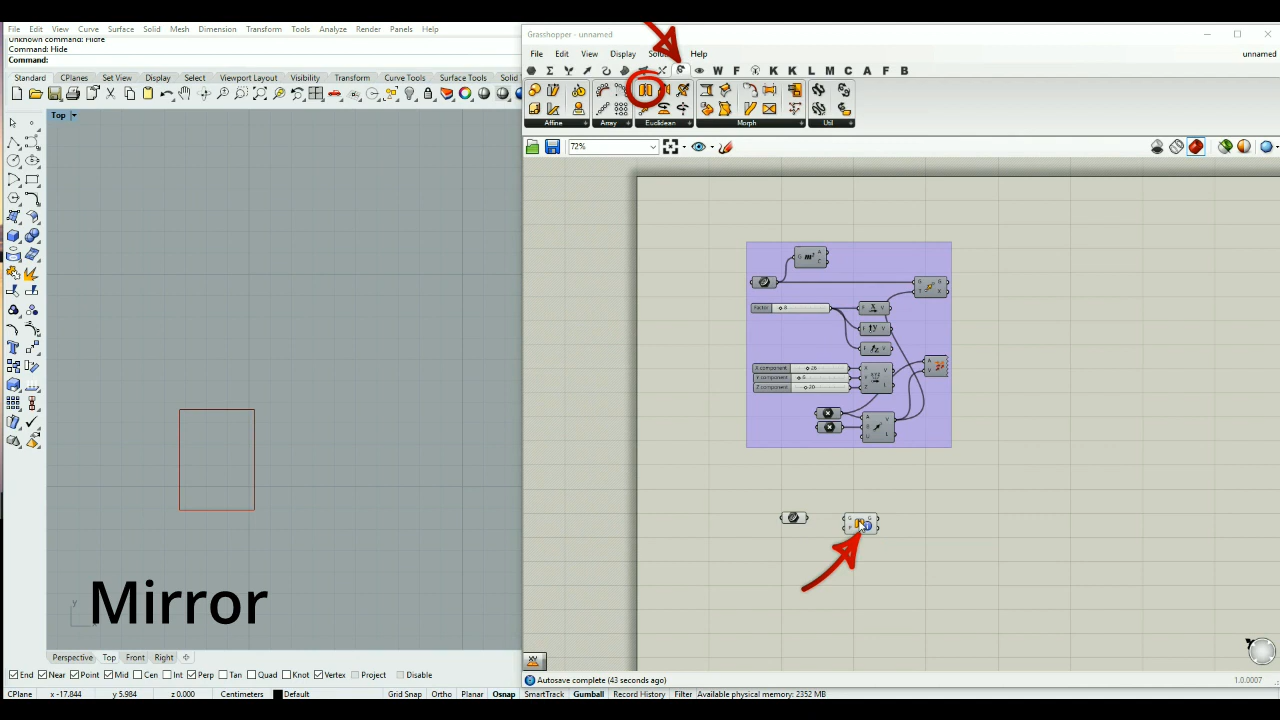 Grasshopper - unnamed
File Edit View Curve Surface Solid Mesh Dimension Transform Tools Analyze Render Panels Help
Command: Hide
Command:
File Edit View Display Help unnamed
Standard CPlanes Set View Display Select Viewport Layout Visibility Transform Curve Tools Surface Tools Solid
W F K K L M C A F B
Affine Array Euclidean Morph Util
72%
Top
m² A C
G T G X
Factor 8
X component 26
Y component
Z component 20
Mirror
Perspective Top Front Right
End Near Point Mid Cen Int Perp Tan Quad Knot Vertex Project Disable
Autosave complete (43 seconds ago) 1.0.0007
CPlane x -17.844 y 5.984 z 0.000 Centimeters Default Grid Snap Ortho Planar Osnap SmartTrack Gumball Record History Filter Available physical memory: 2352 MB